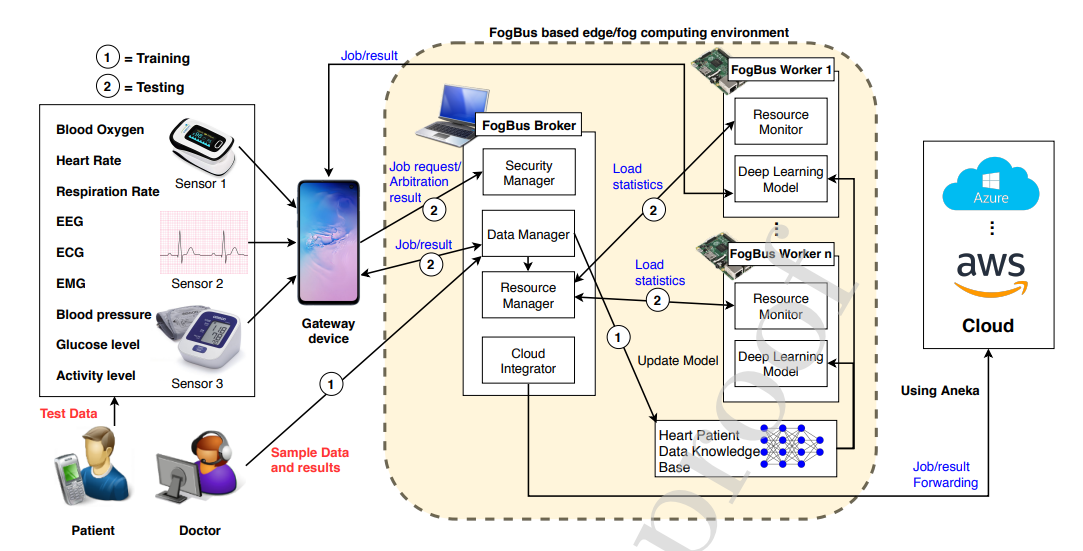 FogBus based edge/fog computing environment
1 = Training
2 = Testing
Blood Oxygen
Heart Rate
Respiration Rate
EEG
ECG
EMG
Blood pressure
Glucose level
Activity level
Sensor 1
Sensor 2
Sensor 3
Test Data
Patient
Doctor
Sample Data
and results
1
Gateway
device
Job/result
Job request/
Arbitration
result
2
Job/result
2
FogBus Broker
Security
Manager
Data Manager
Resource
Manager
Cloud
Integrator
Load
statistics
2
Load
statistics
2
1
Update Model
FogBus Worker 1
Resource
Monitor
Deep Learning
Model
FogBus Worker n
Resource
Monitor
Deep Learning
Model
Heart Patient
Data Knowledge
Base
Azure
aws
Cloud
Using Aneka
Job/result
Forwarding
proof